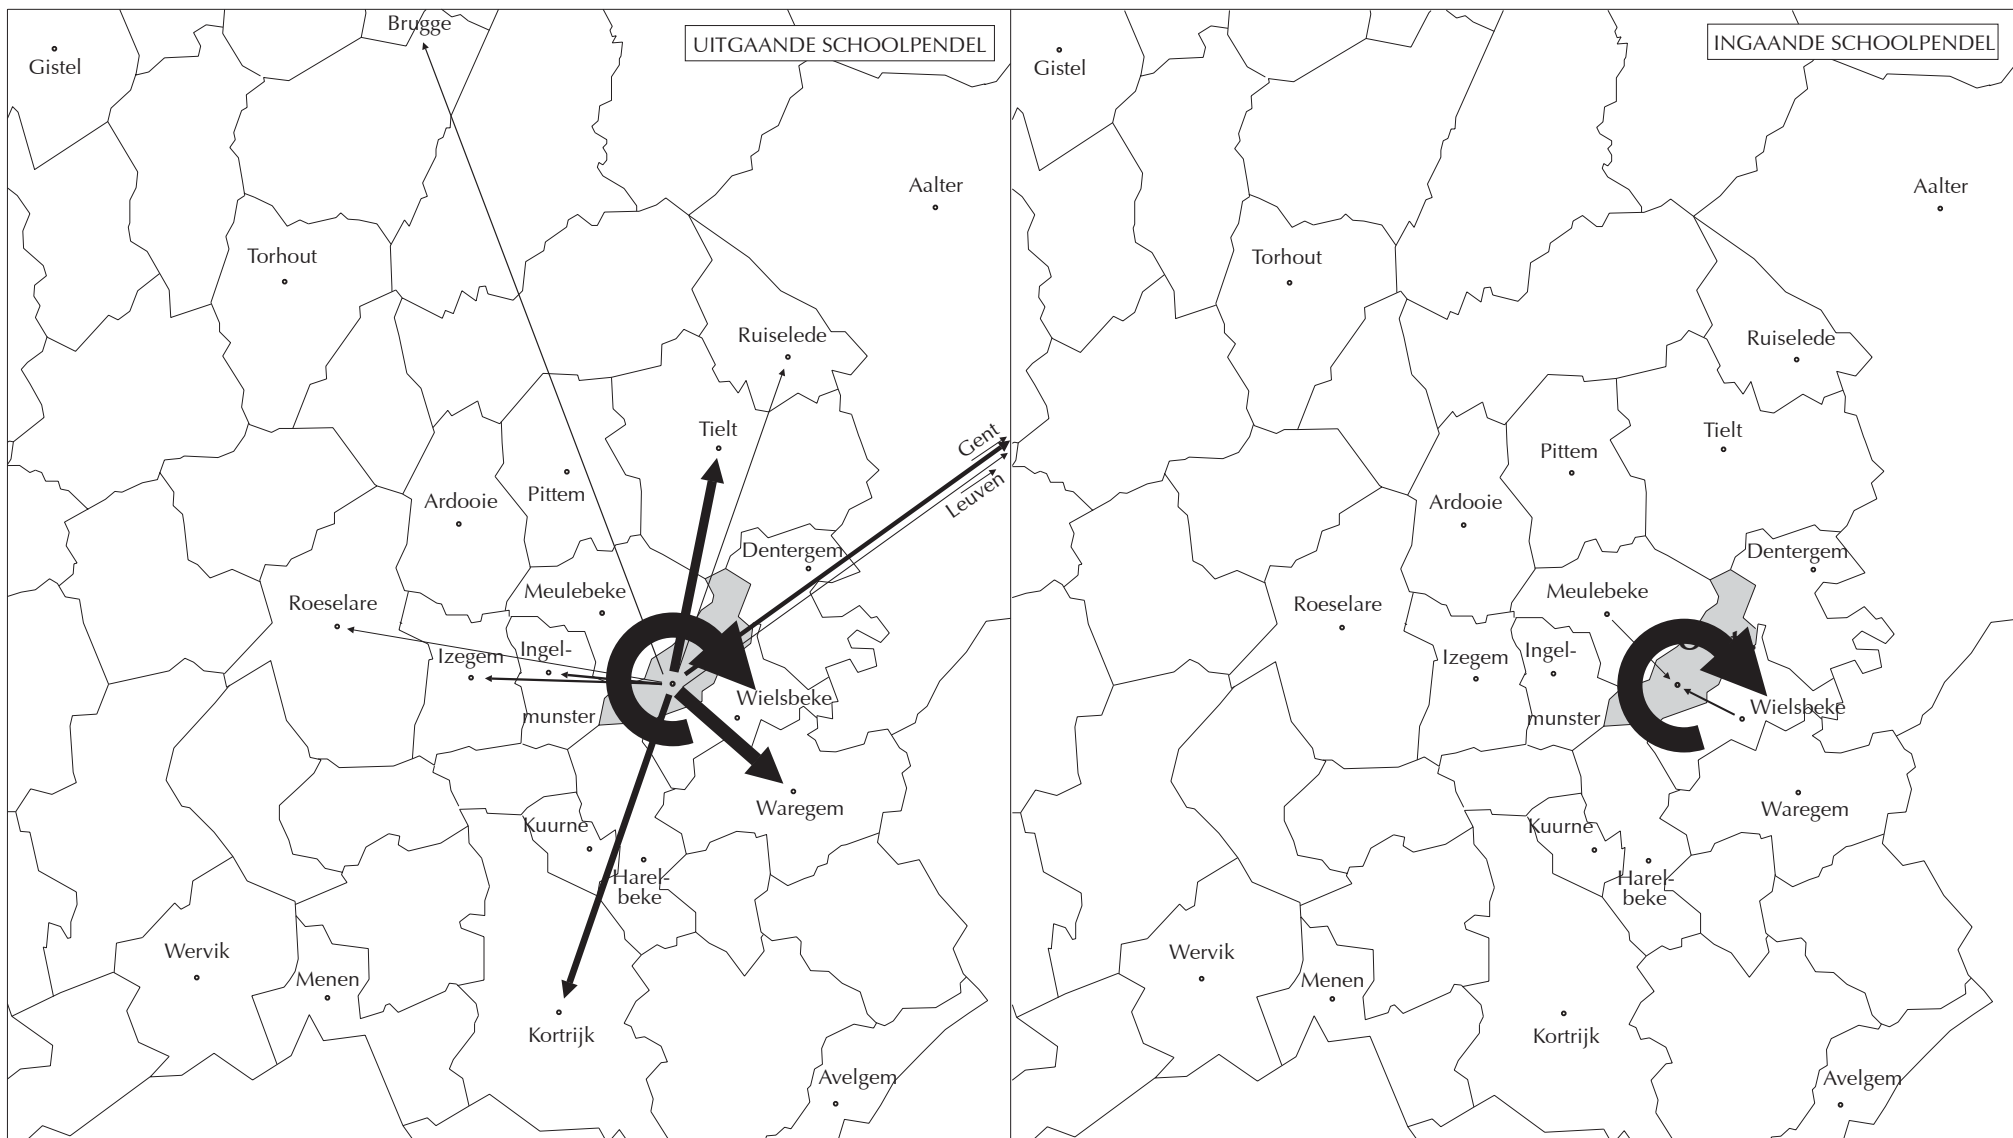 Brugge
UITGAANDE SCHOOLPENDEL
Gistel
Aalter
Torhout
Ruiselede
Tielt
Gent
Leuven
Pittem
Ardooie
Dentergem
Meulebeke
Roeselare
Ingel-
munster
Izegem
Wielsbeke
Waregem
Kuurne
Harel-
beke
Wervik
Menen
Kortrijk
Avelgem
INGAANDE SCHOOLPENDEL
Gistel
Aalter
Torhout
Ruiselede
Tielt
Pittem
Ardooie
Dentergem
Meulebeke
Roeselare
Ingel-
munster
Izegem
Wielsbeke
Waregem
Kuurne
Harel-
beke
Wervik
Menen
Kortrijk
Avelgem